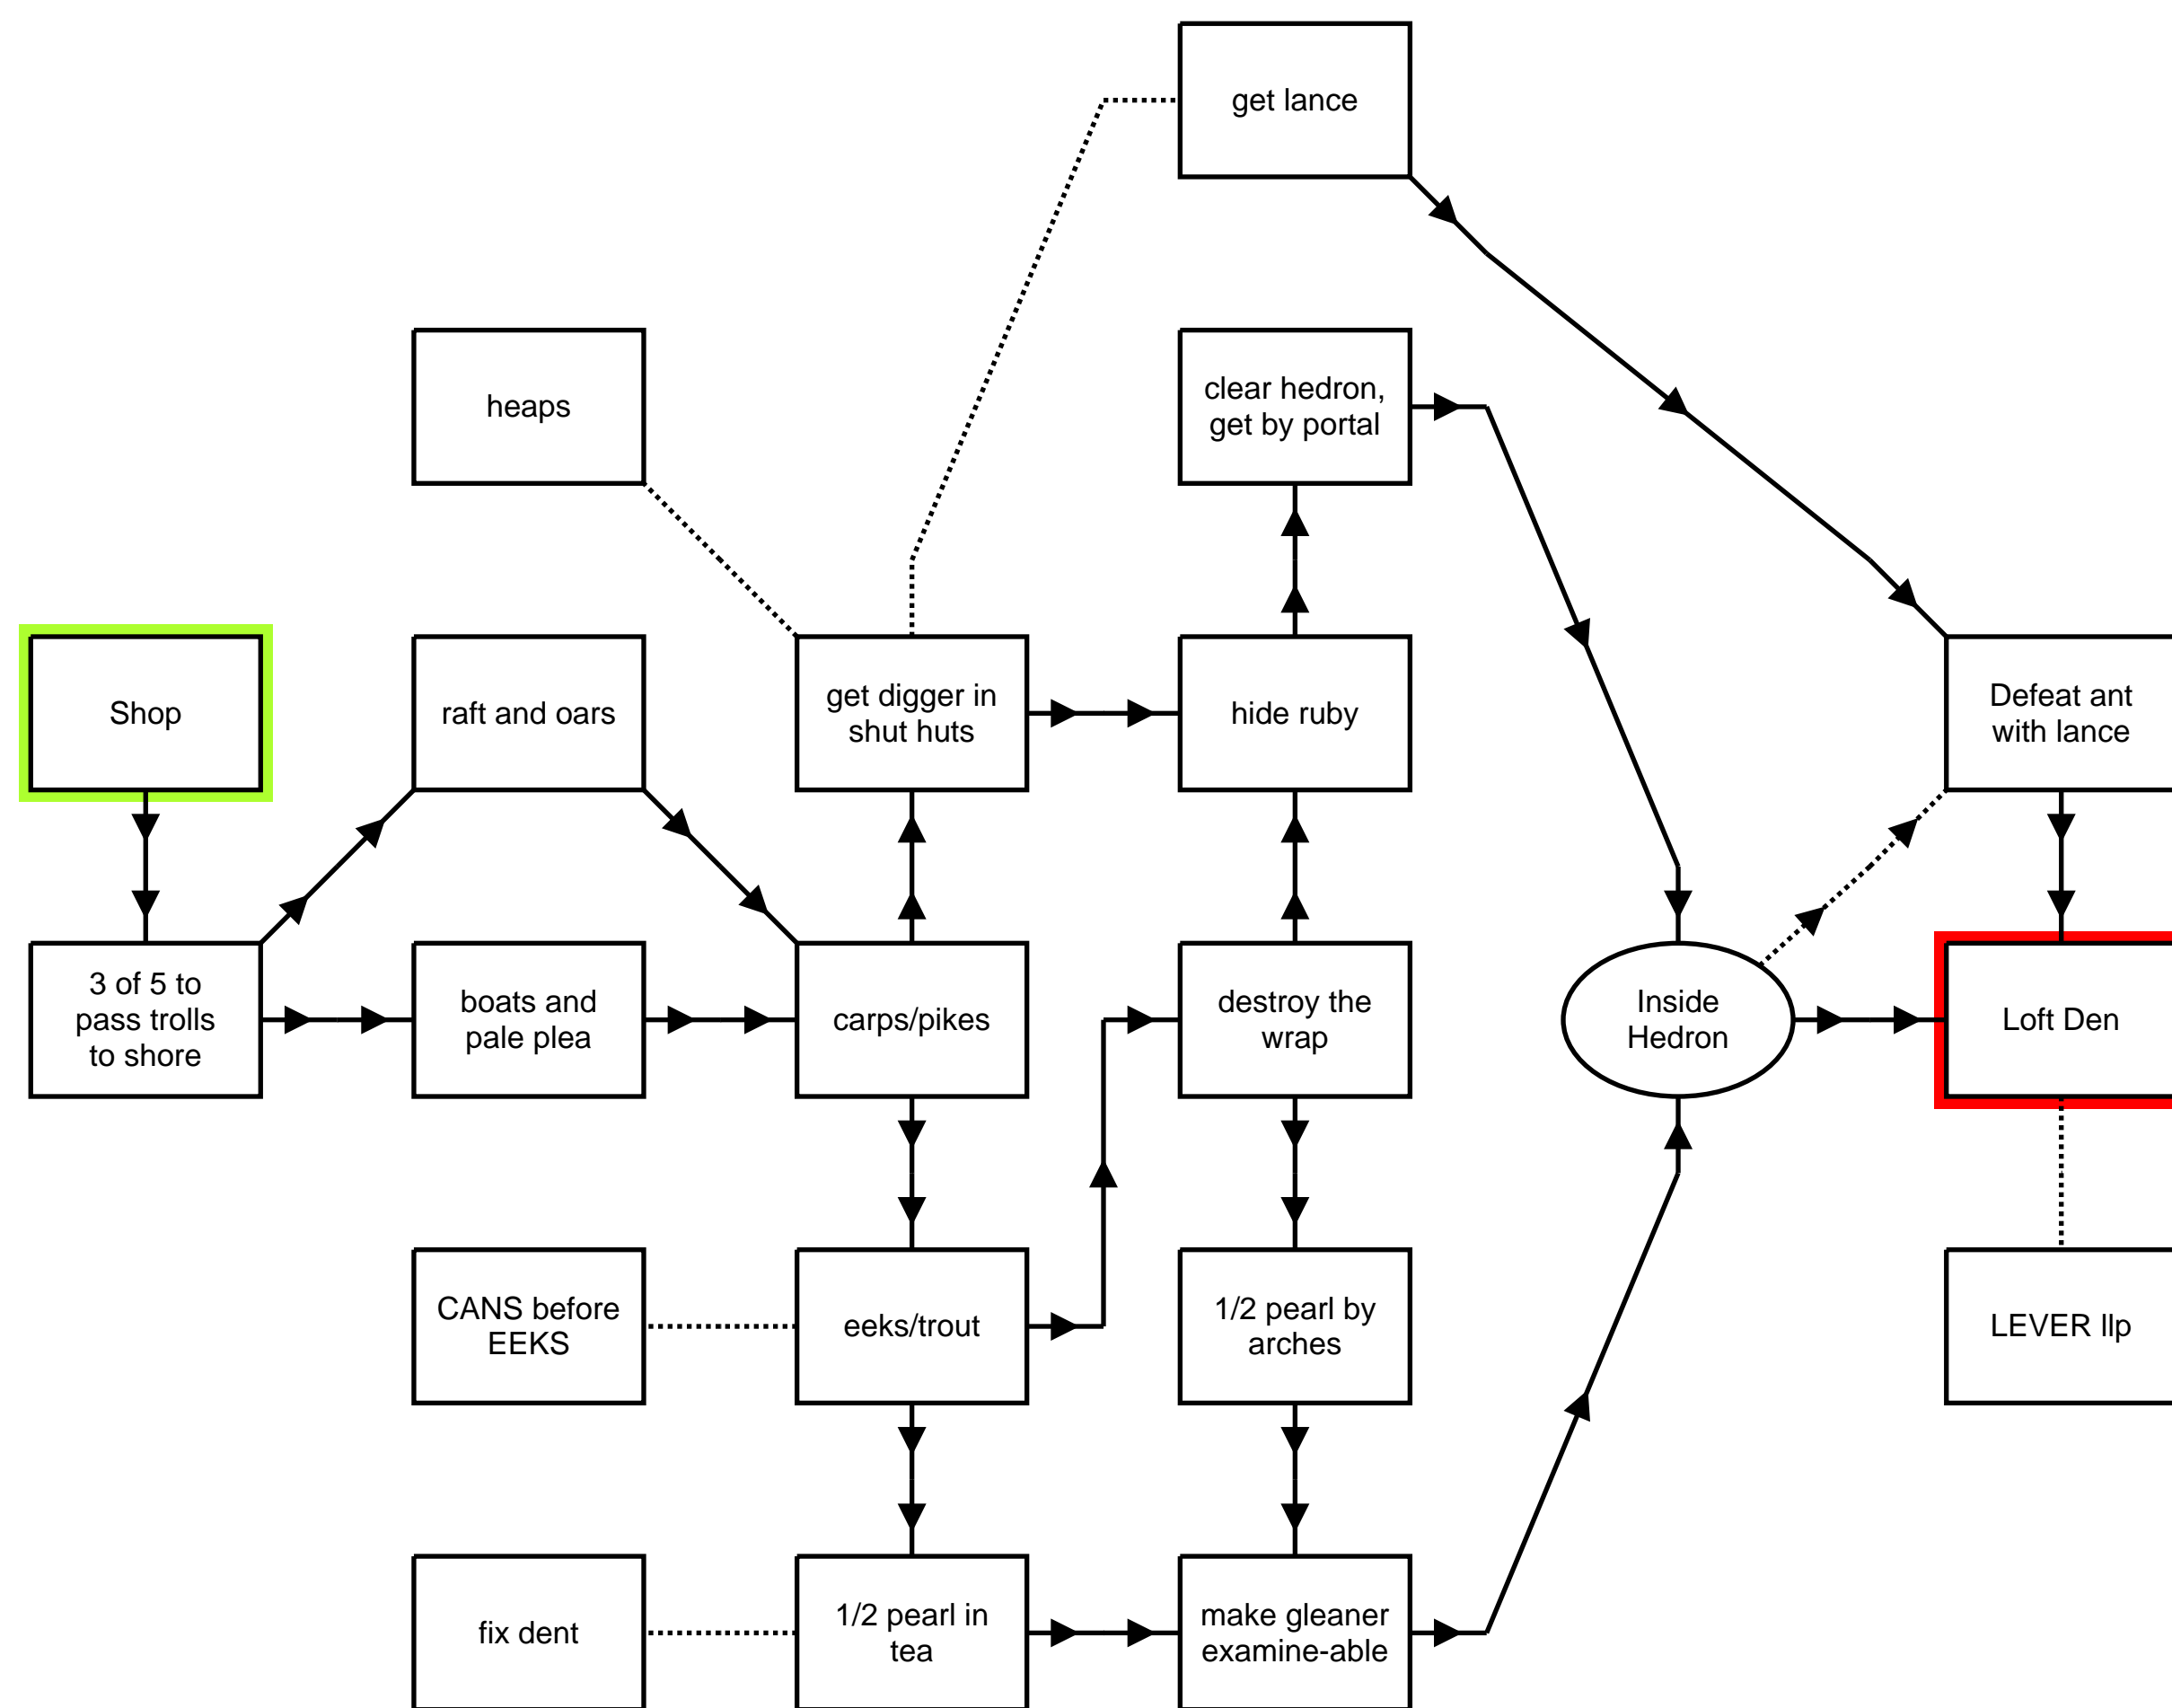 get lance
heaps
clear hedron,
get by portal
Shop
raft and oars
get digger in
shut huts
hide ruby
Defeat ant
with lance
3 of 5 to
pass trolls
to shore
boats and
pale plea
carps/pikes
destroy the
wrap
Inside
Hedron
Loft Den
CANS before
EEKS
eeks/trout
1/2 pearl by
arches
LEVER llp
fix dent
1/2 pearl in
tea
make gleaner
examine-able